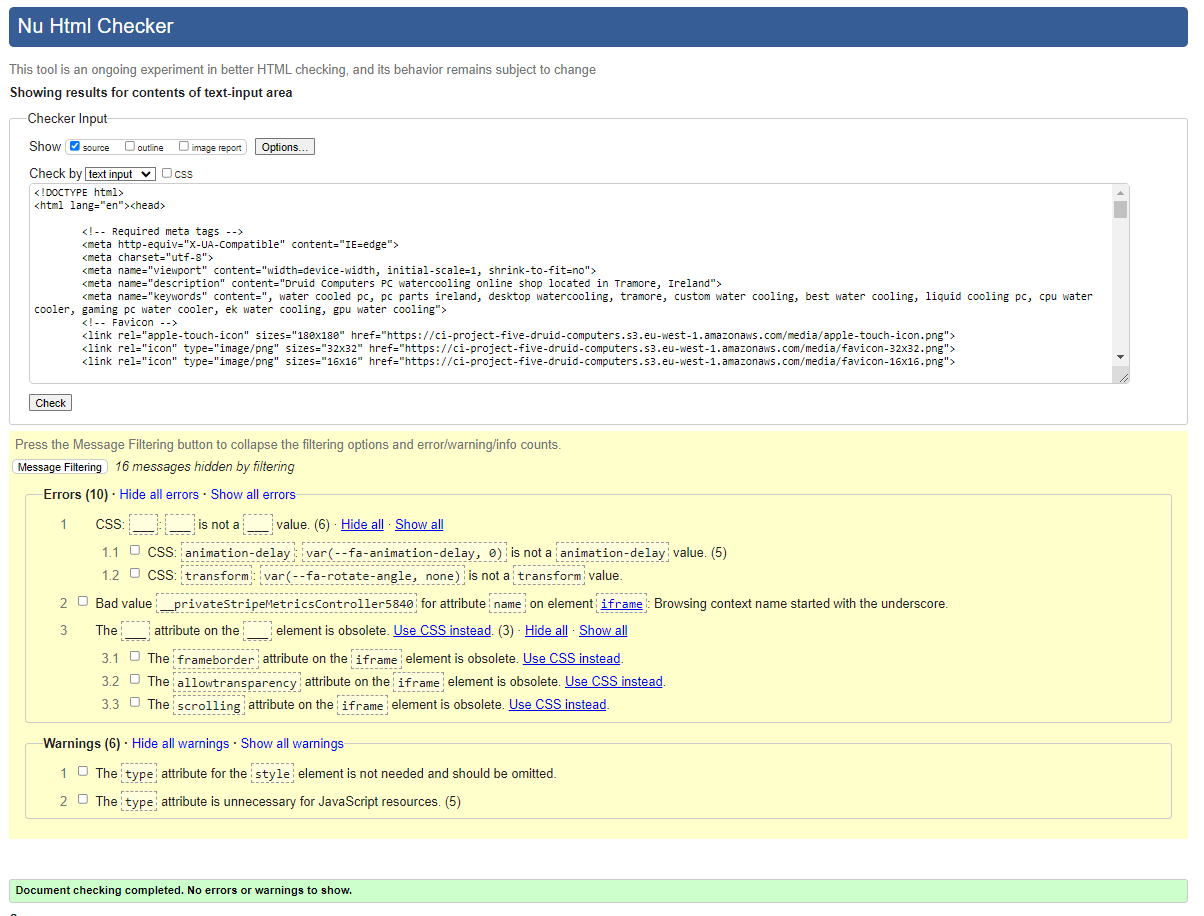 Nu Html Checker
This tool is an ongoing experiment in better HTML checking, and its behavior remains subject to change
Showing results for contents of text-input area
Checker Input
Show source outline image report Options...
Check by text input CSS
<!DOCTYPE html>
<html lang="en"><head>
<!-- Required meta tags -->
<meta http-equiv="X-UA-Compatible" content="IE=edge">
<meta charset="utf-8">
<meta name="viewport" content="width=device-width, initial-scale=1, shrink-to-fit=no">
<meta name="description" content="Druid Computers PC watercooling online shop located in Tramore, Ireland">
<meta name="keywords" content=", water cooled pc, pc parts ireland, desktop watercooling, tramore, custom water cooling, best water cooling, liquid cooling pc, cpu water
cooler, gaming pc water cooler, ek water cooling, gpu water cooling">
<!-- Favicon -->
<link rel="apple-touch-icon" sizes="180x180" href="https://ci-project-five-druid-computers.s3.eu-west-1.amazonaws.com/media/apple-touch-icon.png">
<link rel="icon" type="image/png" sizes="32x32" href="https://ci-project-five-druid-computers.s3.eu-west-1.amazonaws.com/media/favicon-32x32.png">
<link rel="icon" type="image/png" sizes="16x16" href="https://ci-project-five-druid-computers.s3.eu-west-1.amazonaws.com/media/favicon-16x16.png">
Check
Press the Message Filtering button to collapse the filtering options and error/warning/info counts.
Message Filtering 16 messages hidden by filtering
Errors (10) · Hide all errors · Show all errors
1 CSS: ___: ___ is not a ___ value. (6) · Hide all · Show all
1.1 CSS: animation-delay: var(--fa-animation-delay, 0) is not a animation-delay value. (5)
1.2 CSS: transform: var(--fa-rotate-angle, none) is not a transform value.
2 Bad value __privateStripeMetricsController5840 for attribute name on element iframe: Browsing context name started with the underscore.
3 The ___ attribute on the ___ element is obsolete. Use CSS instead. (3) · Hide all · Show all
3.1 The frameborder attribute on the iframe element is obsolete. Use CSS instead.
3.2 The allowtransparency attribute on the iframe element is obsolete. Use CSS instead.
3.3 The scrolling attribute on the iframe element is obsolete. Use CSS instead.
Warnings (6) · Hide all warnings · Show all warnings
1 The type attribute for the style element is not needed and should be omitted.
2 The type attribute is unnecessary for JavaScript resources. (5)
Document checking completed. No errors or warnings to show.